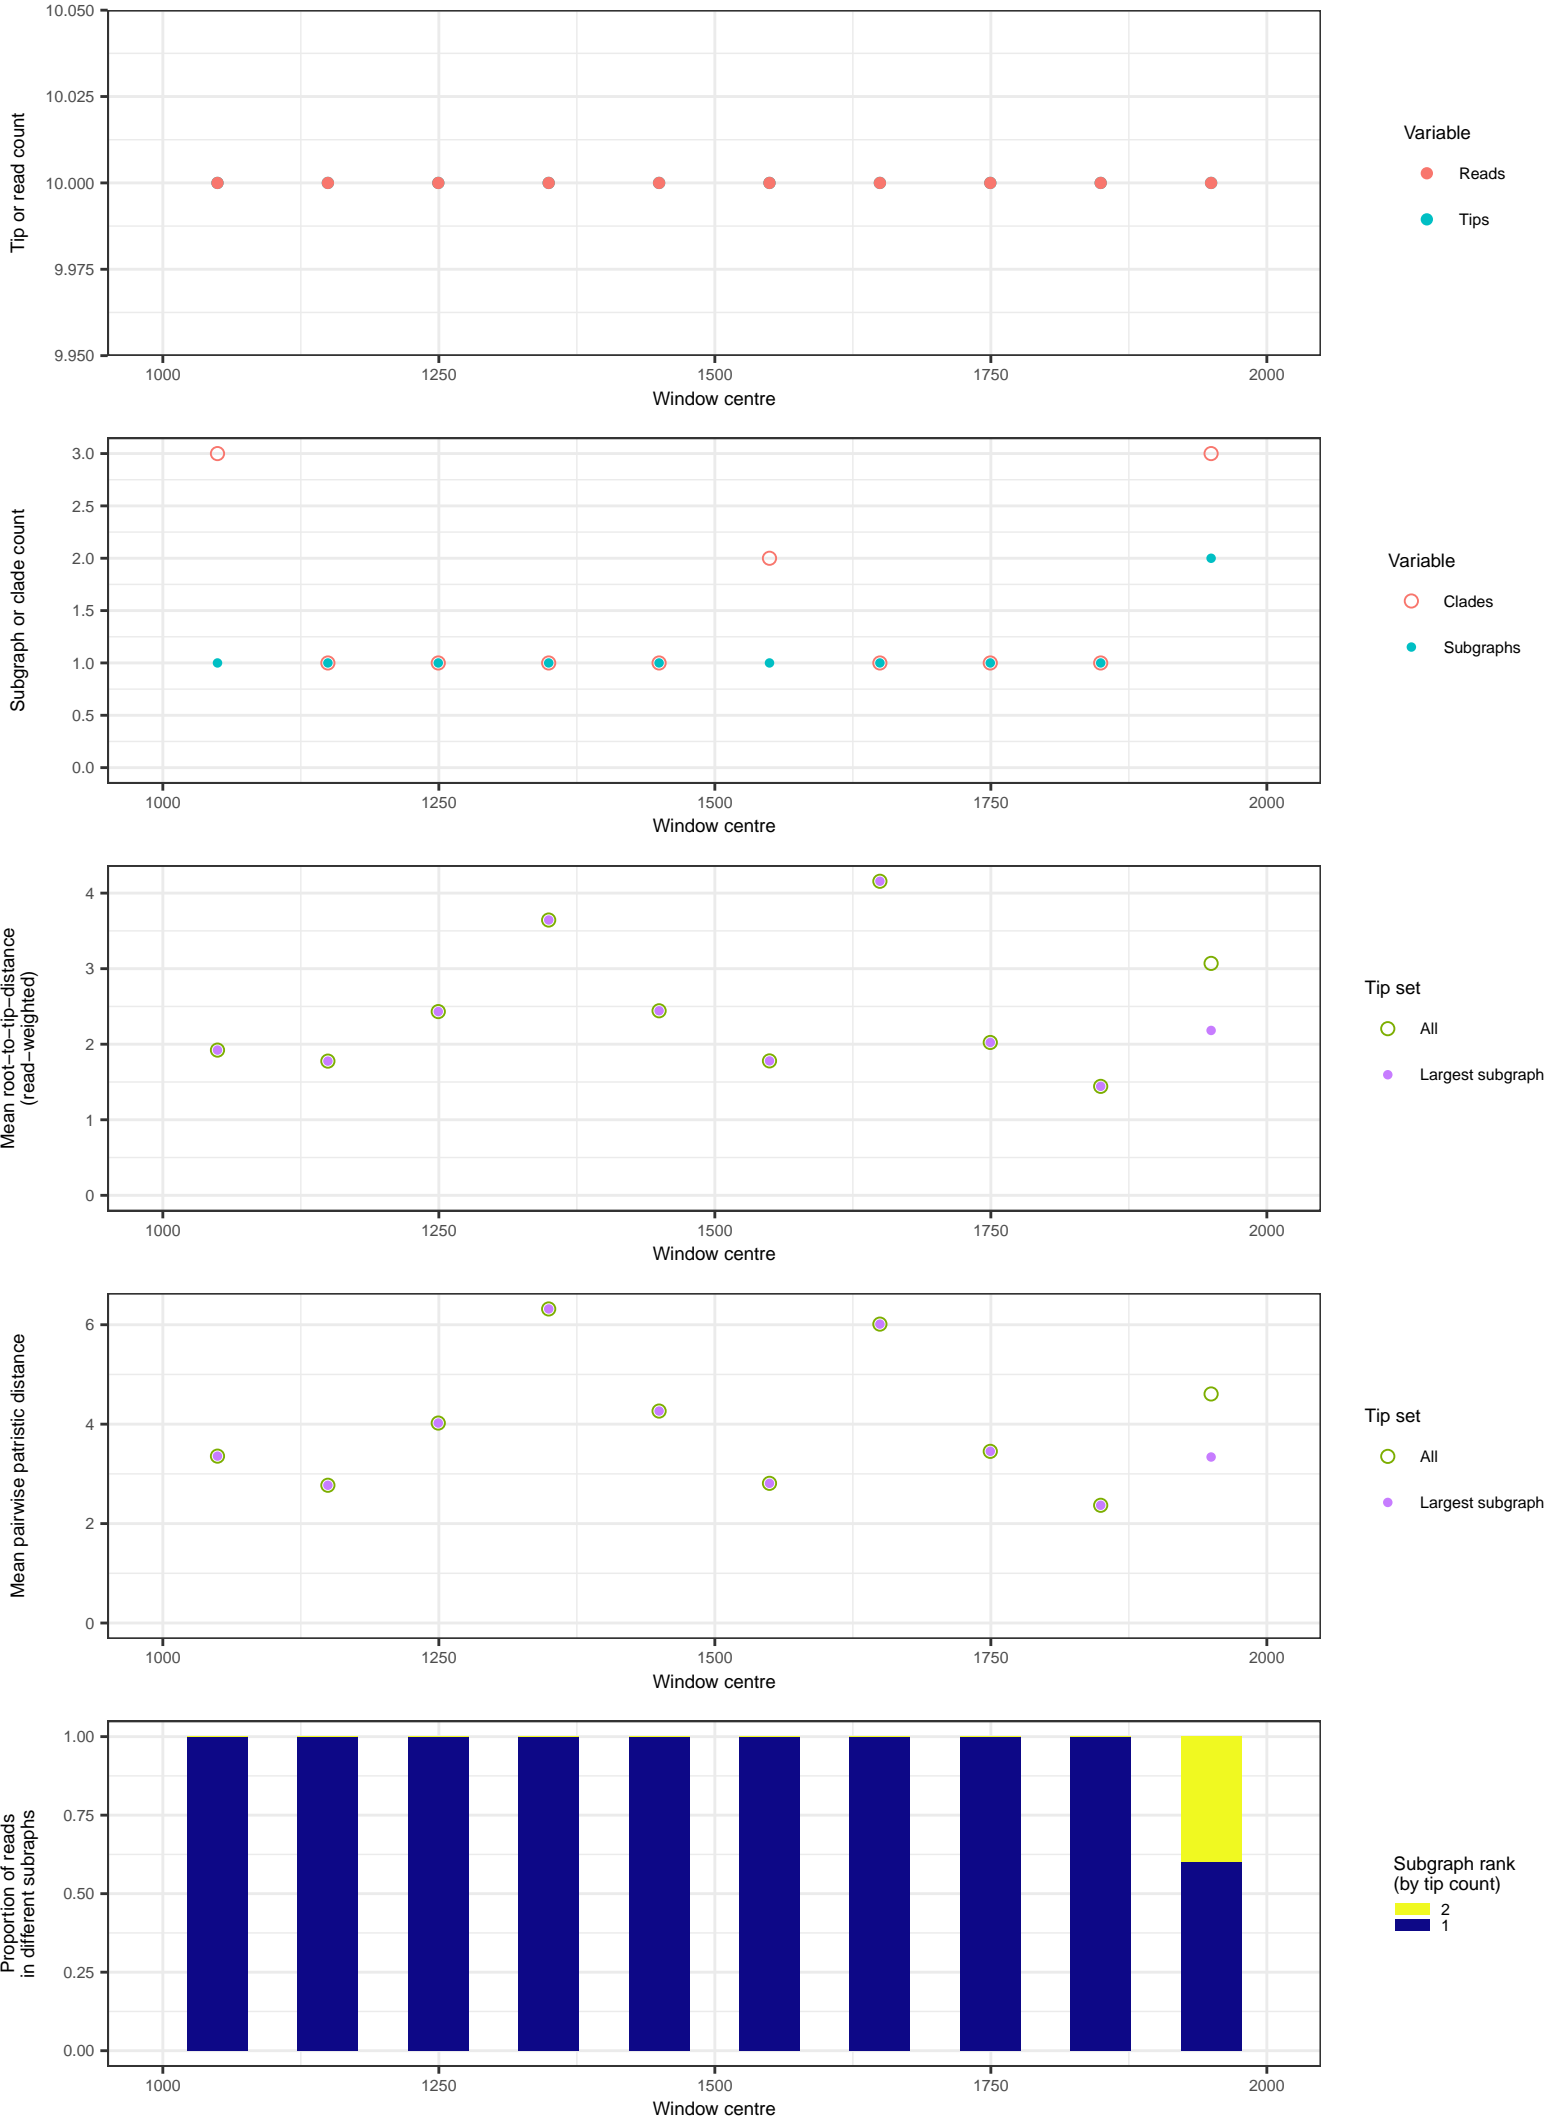 10.050
10.025
10.000
9.975
9.950
Tip or read count
1000 1250 1500 1750 2000
Window centre
Variable
Reads
Tips
3.0
2.5
2.0
1.5
1.0
0.5
0.0
Subgraph or clade count
1000 1250 1500 1750 2000
Window centre
Variable
Clades
Subgraphs
4
3
2
1
0
Mean root−to−tip−distance
(read−weighted)
1000 1250 1500 1750 2000
Window centre
Tip set
All
Largest subgraph
6
4
2
0
Mean pairwise patristic distance
1000 1250 1500 1750 2000
Window centre
Tip set
All
Largest subgraph
1.00
0.75
0.50
0.25
0.00
Proportion of reads
in different subraphs
1000 1250 1500 1750 2000
Window centre
Subgraph rank
(by tip count)
2
1